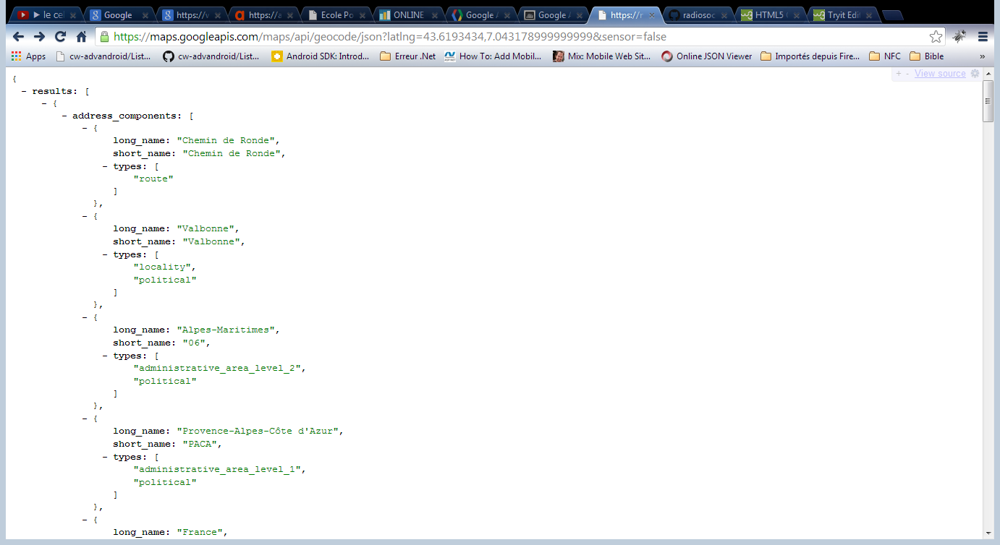 le cel
Google
https://v
https://a
Ecole Po
ONLINE
Google A
Google A
https://r
radiosoc
HTML5 C
Tryit Edit
https://maps.googleapis.com/maps/api/geocode/json?latlng=43.6193434,7.043178999999999&sensor=false
Apps
cw-advandroid/List...
cw-advandroid/List...
Android SDK: Introd...
Erreur .Net
How To: Add Mobil...
Mix: Mobile Web Sit...
Online JSON Viewer
Importés depuis Fire...
NFC
Bible
»
+ - View source
{
- results: [
- {
- address_components: [
- {
long_name: "Chemin de Ronde",
short_name: "Chemin de Ronde",
- types: [
"route"
]
},
- {
long_name: "Valbonne",
short_name: "Valbonne",
- types: [
"locality",
"political"
]
},
- {
long_name: "Alpes-Maritimes",
short_name: "06",
- types: [
"administrative_area_level_2",
"political"
]
},
- {
long_name: "Provence-Alpes-Côte d'Azur",
short_name: "PACA",
- types: [
"administrative_area_level_1",
"political"
]
},
- {
long_name: "France",